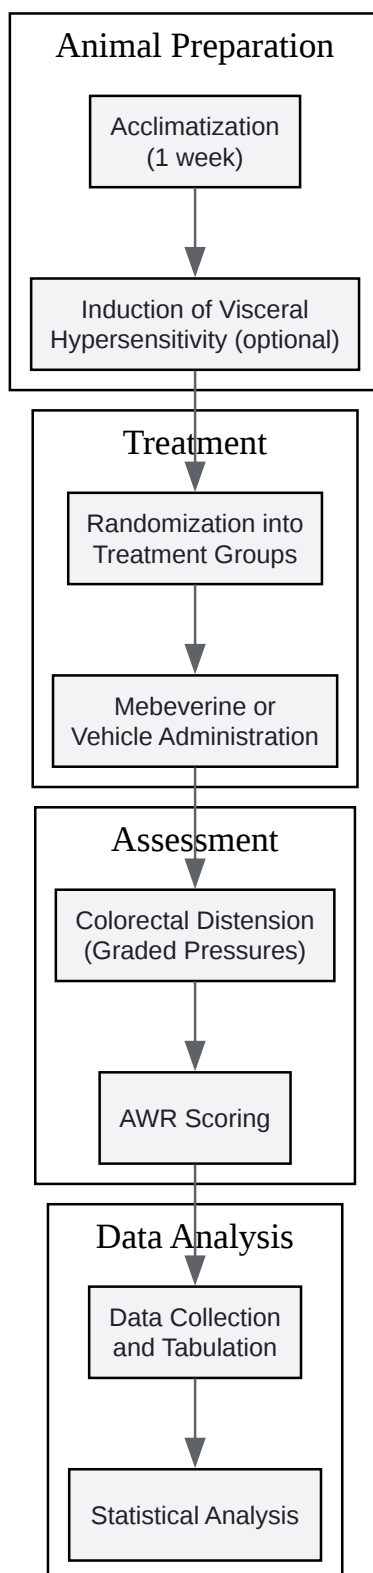 Animal Preparation
Acclimatization
(1 week)
Induction of Visceral
Hypersensitivity (optional)
Treatment
Randomization into
Treatment Groups
Mebeverine or
Vehicle Administration
Assessment
Colorectal Distension
(Graded Pressures)
AWR Scoring
Data Analysis
Data Collection
and Tabulation
Statistical Analysis